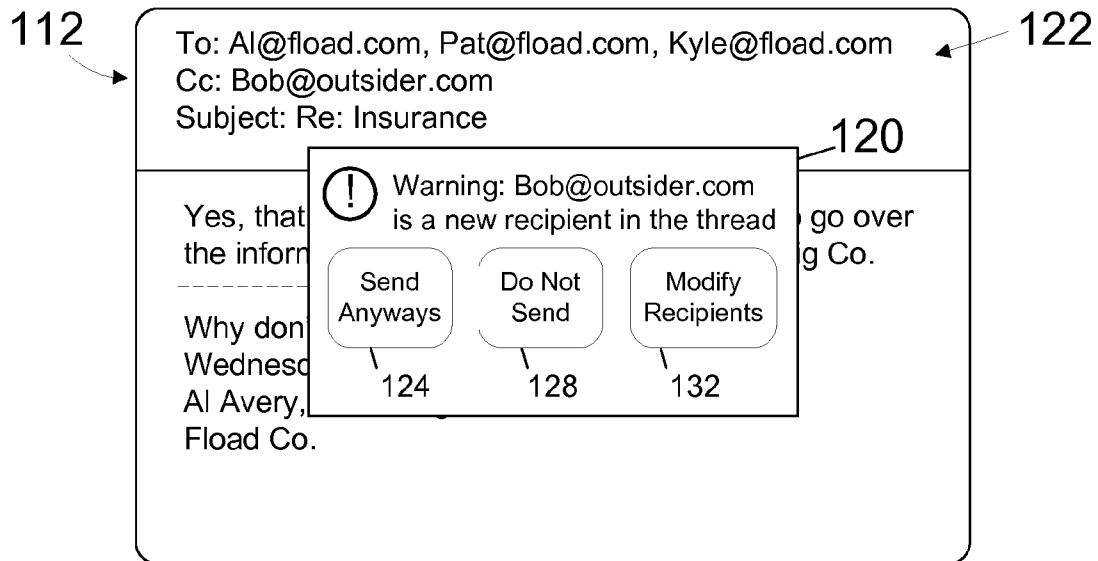 112
122
To: Al@fload.com, Pat@fload.com, Kyle@fload.com
Cc: Bob@outsider.com
Subject: Re: Insurance
120
Warning: Bob@outsider.com
is a new recipient in the thread
Yes, that
go over
the inform
g Co.
Send
Anyways
Do Not
Send
Modify
Recipients
124
128
132
Why don'
Wednesd
Al Avery,
Fload Co.